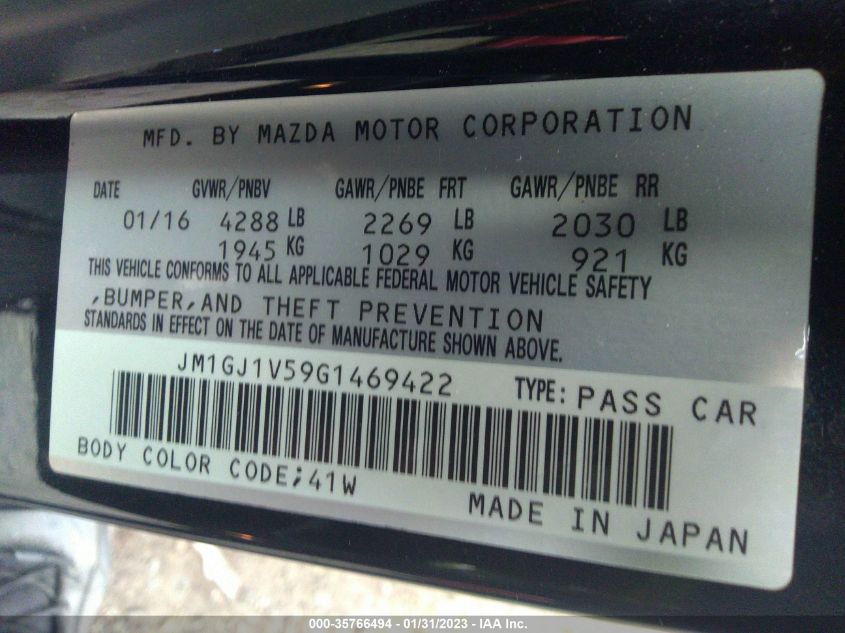 MFD. BY MAZDA MOTOR CORPORATION
DATE GVWR/PNBV GAWR/PNBE FRT GAWR/PNBE RR
01/16 4288 LB 2269 LB 2030 LB
1945 KG 1029 KG 921 KG
THIS VEHICLE CONFORMS TO ALL APPLICABLE FEDERAL MOTOR VEHICLE SAFETY
,BUMPER,AND THEFT PREVENTION
STANDARDS IN EFFECT ON THE DATE OF MANUFACTURE SHOWN ABOVE.
JM1GJ1V59G1469422 TYPE: PASS CAR
BODY COLOR CODE;41W
MADE IN JAPAN
000-35766494 - 01/31/2023 - IAA Inc.